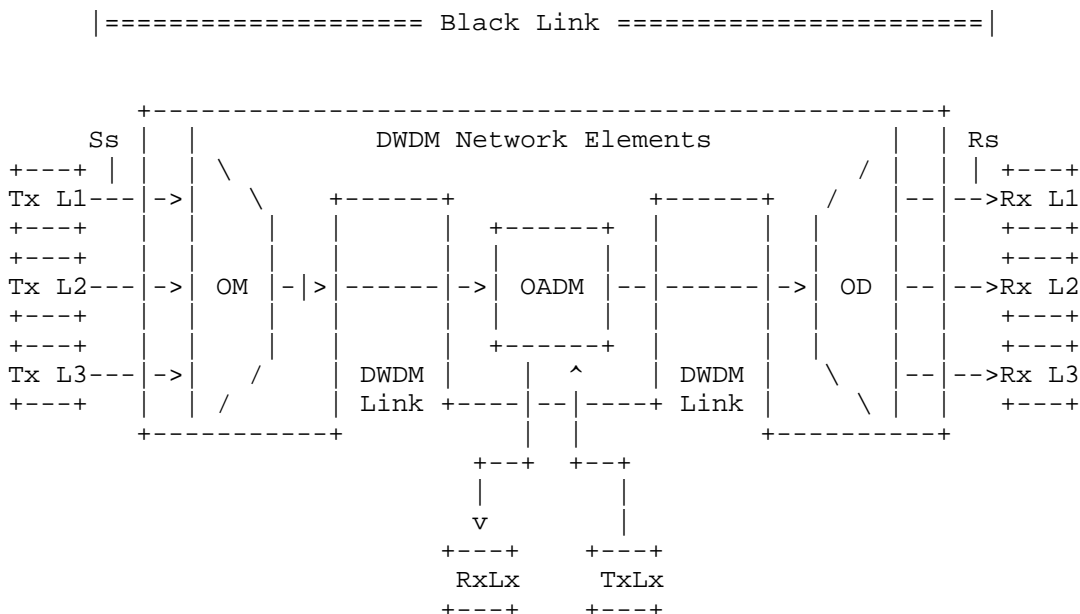 |==================== Black Link =======================|
DWDM Network Elements
Ss Rs
Tx L1 Rx L1
Tx L2 OM OADM OD Rx L2
Tx L3 DWDM DWDM Rx L3
Link Link
RxLx TxLx